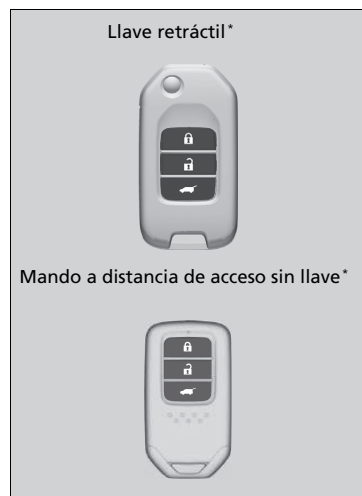 Llave retráctil*
Mando a distancia de acceso sin llave*